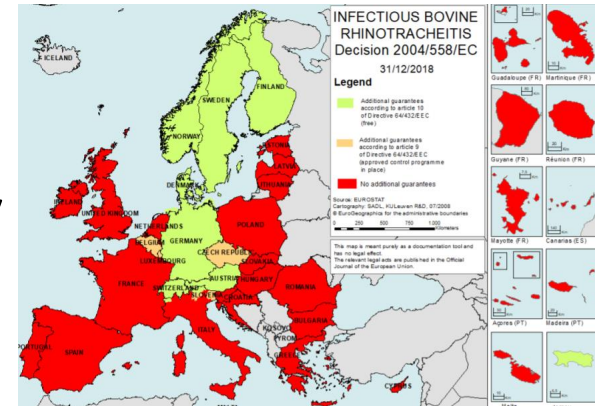 INFECTIOUS BOVINE
RHINOTRACHEITIS
Decision 2004/558/EC
31/12/2018
Legend
Additional guarantees
according to article 10
of Directive 64/432/EEC
(free)
Additional guarantees
according to article 9
of Directive 64/432/EEC
(approved control programme
in place)
No additional guarantees
Source: EUROSTAT
Cartography: SADL, KULeuven R&D, 07/2008
© EuroGeographics for the administrative boundaries
Kilometers
This map is meant purely as a documentation tool and
has no legal effect.
The relevant legal acts are published in the Official
Journal of the European Union.
ICELAND
SWEDEN
FINLAND
NORWAY
ESTONIA
LATVIA
LITHUANIA
DENMARK
IRELAND
UNITED KINGDOM
NETHERLANDS
POLAND
BELGIUM
GERMANY
LUXEMBOURG
CZECH REPUBLIC
SLOVAKIA
FRANCE
AUSTRIA
HUNGARY
SWITZERLAND
SLOVENIA
CROATIA
ROMANIA
ITALY
KOSOVO
BULGARIA
FYROM
PORTUGAL
SPAIN
GREECE
CYPRUS
Guadaloupe (FR)
Martinique (FR)
Guyane (FR)
Réunion (FR)
Mayotte (FR)
Canarias (ES)
Açores (PT)
Madeira (PT)